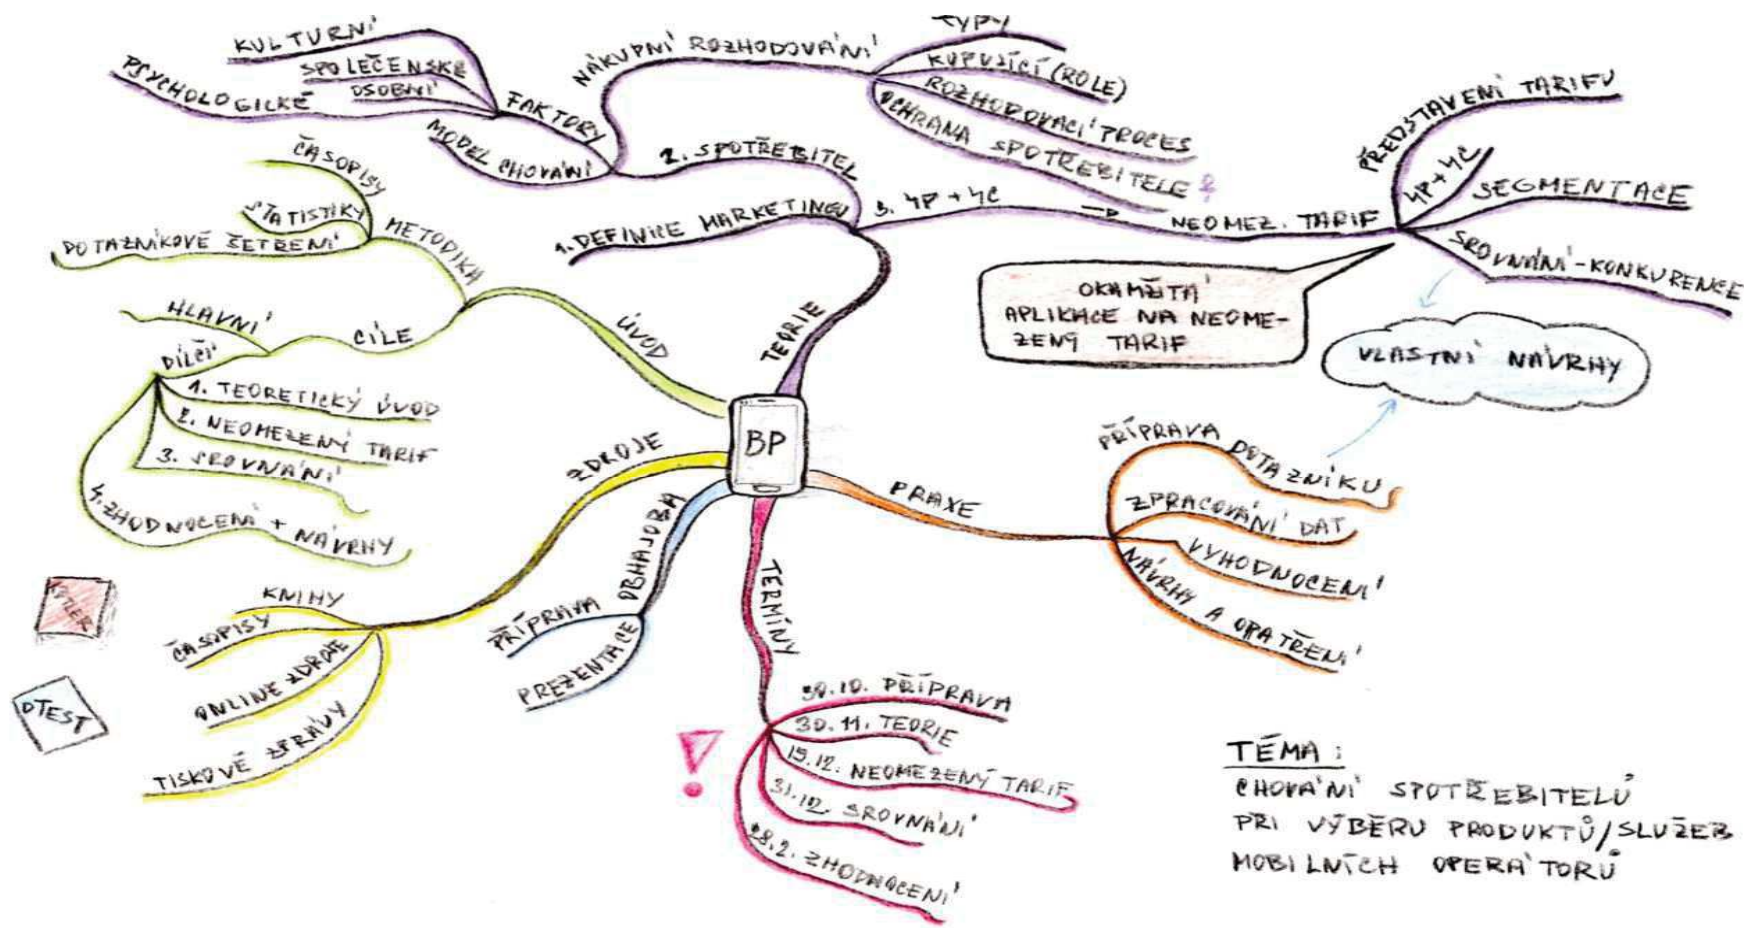 BP
TEORIE
1. DEFINICE MARKETINGU
2. SPOTŘEBITEL
MODEL CHOVÁNÍ
FAKTORY
KULTURNÍ
SPOLEČENSKÉ
OSOBNÍ
PSYCHOLOGICKÉ
NÁKUPNÍ ROZHODOVÁNÍ
TYPY
KUPUJÍCÍ (ROLE)
ROZHODOVACÍ PROCES
OCHRANA SPOTŘEBITELE
3. 4P + 4C
→ NEOMEZ. TARIF
PŘEDSTAVENÍ TARIFU
4P + 4C
SEGMENTACE
SROVNÁNÍ - KONKURENCE
OKAMŽITÁ
APLIKACE NA NEOME-
ZENÝ TARIF
VLASTNÍ NÁVRHY
ÚVOD
METODIKA
ČASOPISY
STATISTIKY
DOTAZNÍKOVÉ ŠETŘENÍ
CÍLE
HLAVNÍ
DÍLČÍ
1. TEORETICKÝ ÚVOD
2. NEOMEZENÝ TARIF
3. SROVNÁNÍ
4. ZHODNOCENÍ + NÁVRHY
ZDROJE
KNIHY
ČASOPISY
ONLINE ZDROJE
TISKOVÉ ZPRÁVY
KOTLER
DTEST
OBHAJOBA
PŘÍPRAVA
PREZENTACE
TERMÍNY
30.10. PŘÍPRAVA
30.11. TEORIE
15.12. NEOMEZENÝ TARIF
31.12. SROVNÁNÍ
28.2. ZHODNOCENÍ
!
PRAXE
PŘÍPRAVA DOTAZNÍKU
ZPRACOVÁNÍ DAT
VYHODNOCENÍ
NÁVRHY A OPATŘENÍ
TÉMA:
CHOVÁNÍ SPOTŘEBITELŮ
PŘI VÝBĚRU PRODUKTŮ/SLUŽEB
MOBILNÍCH OPERÁTORŮ